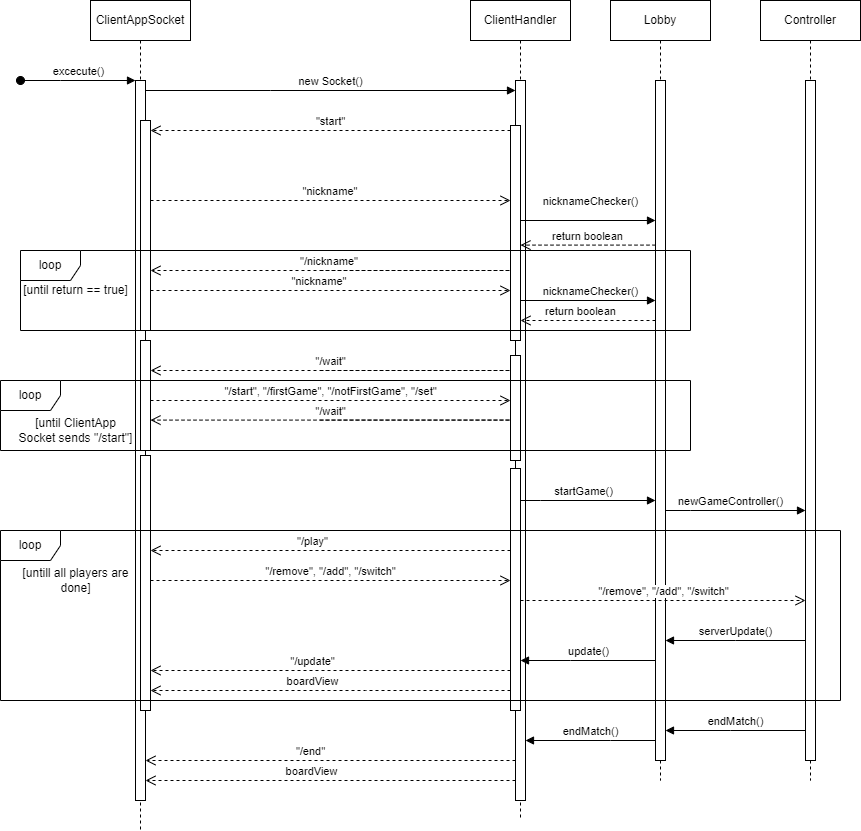 ClientAppSocket
ClientHandler
Lobby
Controller
excecute()
new Socket()
"start"
"nickname"
nicknameChecker()
return boolean
loop
"/nickname"
[until return == true]
"nickname"
nicknameChecker()
return boolean
"/wait"
loop
"/start", "/firstGame", "/notFirstGame", "/set"
"/wait"
[until ClientApp
Socket sends "/start"]
startGame()
newGameController()
loop
"/play"
[untill all players are
done]
"/remove", "/add", "/switch"
"/remove", "/add", "/switch"
serverUpdate()
update()
"/update"
boardView
endMatch()
endMatch()
"/end"
boardView